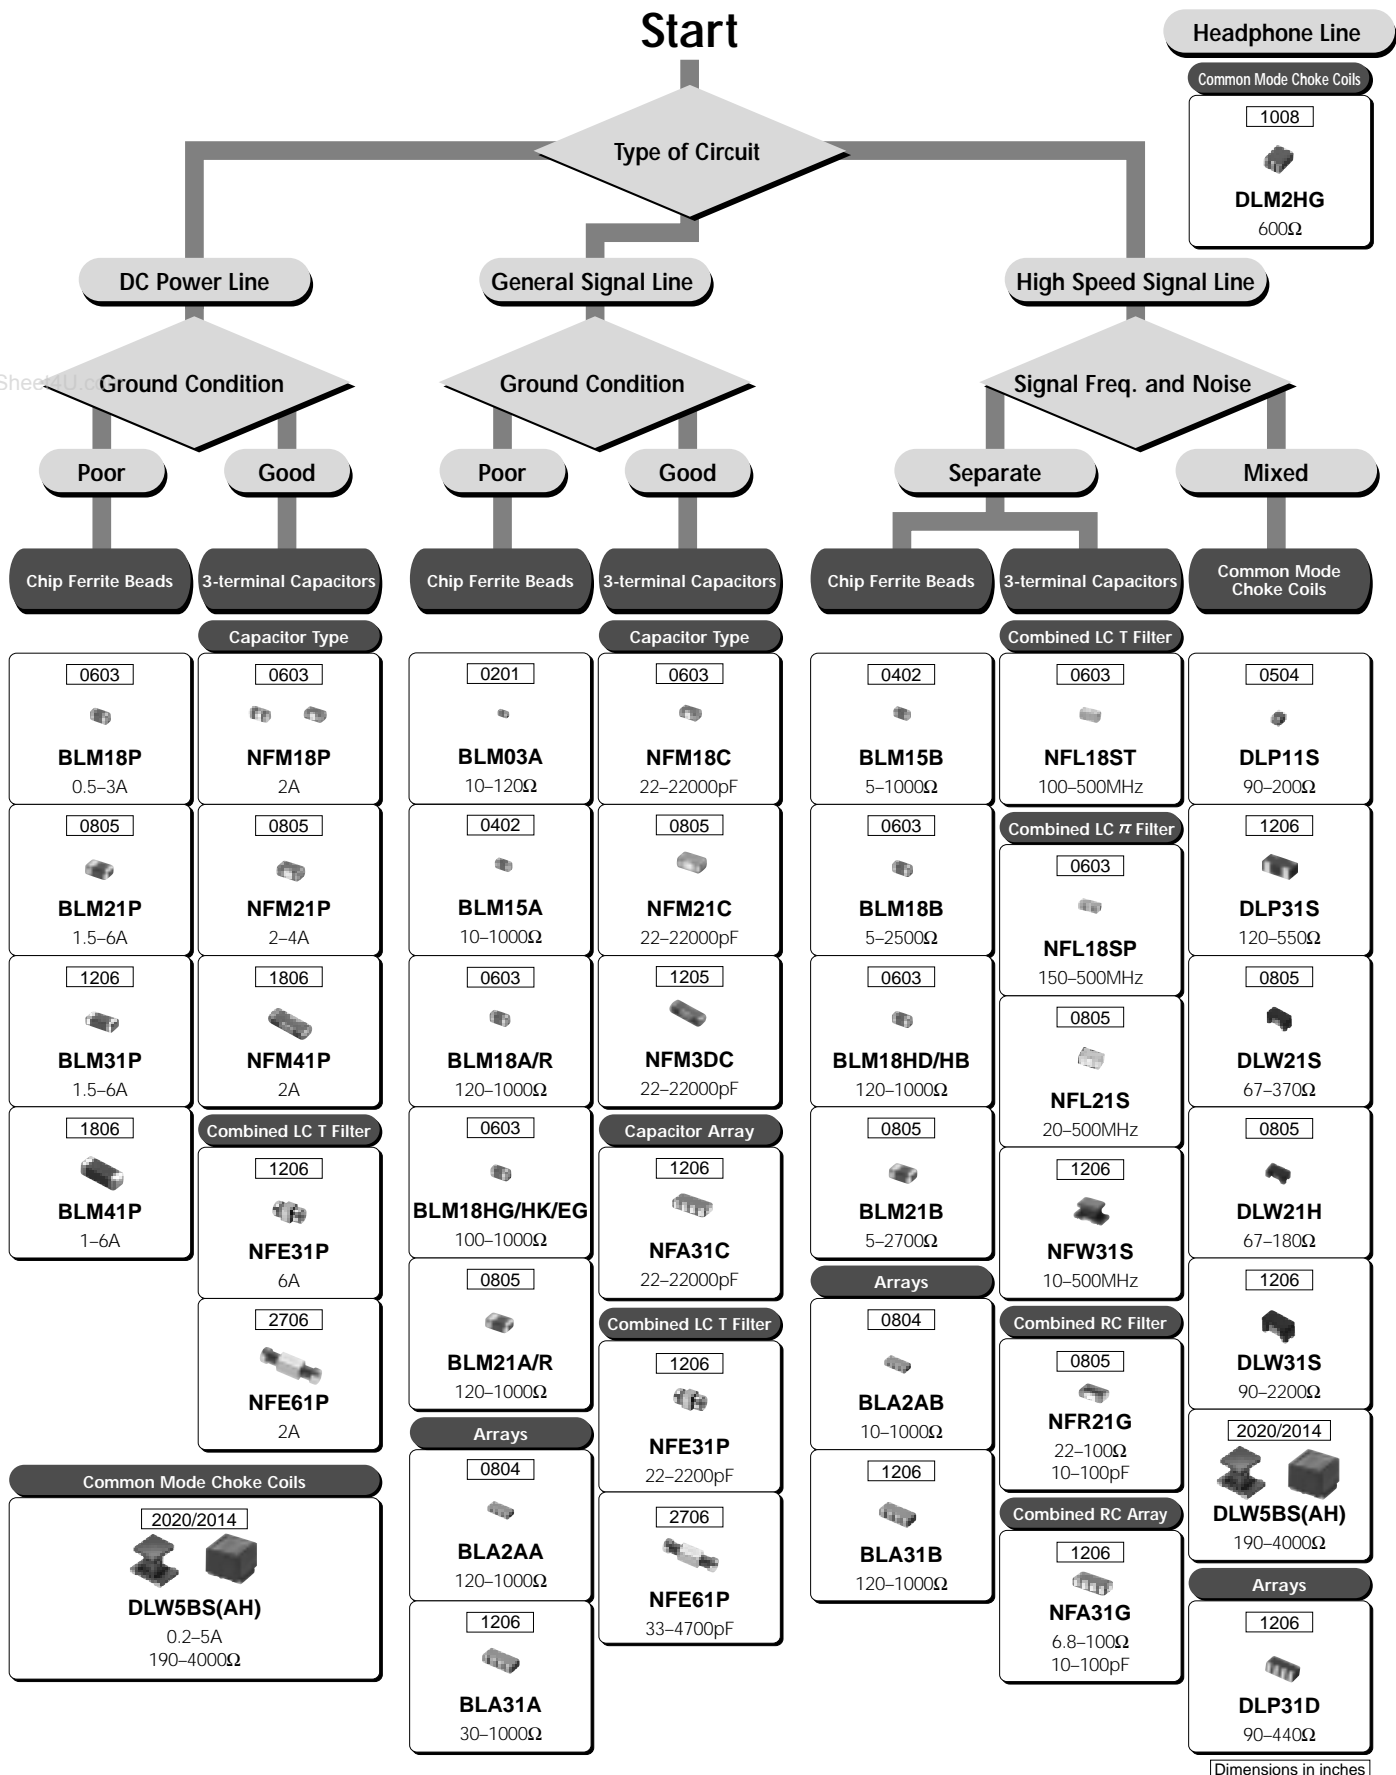 Start
Headphone Line
Common Mode Choke Coils
1008
DLM2HG
600Ω
Type of Circuit
DC Power Line
General Signal Line
High Speed Signal Line
Sheet4U.com
Ground Condition
Ground Condition
Signal Freq. and Noise
Poor
Good
Poor
Good
Separate
Mixed
Chip Ferrite Beads
0603
BLM18P
0.5–3A
0805
BLM21P
1.5–6A
1206
BLM31P
1.5–6A
1806
BLM41P
1–6A
3-terminal Capacitors
Capacitor Type
0603
NFM18P
2A
0805
NFM21P
2–4A
1806
NFM41P
2A
Combined LC T Filter
1206
NFE31P
6A
2706
NFE61P
2A
Common Mode Choke Coils
2020/2014
DLW5BS(AH)
0.2–5A
190–4000Ω
Chip Ferrite Beads
0201
BLM03A
10–120Ω
0402
BLM15A
10–1000Ω
0603
BLM18A/R
120–1000Ω
0603
BLM18HG/HK/EG
100–1000Ω
0805
BLM21A/R
120–1000Ω
Arrays
0804
BLA2AA
120–1000Ω
1206
BLA31A
30–1000Ω
3-terminal Capacitors
Capacitor Type
0603
NFM18C
22–22000pF
0805
NFM21C
22–22000pF
1205
NFM3DC
22–22000pF
Capacitor Array
1206
NFA31C
22–22000pF
Combined LC T Filter
1206
NFE31P
22–2200pF
2706
NFE61P
33–4700pF
Chip Ferrite Beads
0402
BLM15B
5–1000Ω
0603
BLM18B
5–2500Ω
0603
BLM18HD/HB
120–1000Ω
0805
BLM21B
5–2700Ω
Arrays
0804
BLA2AB
10–1000Ω
1206
BLA31B
120–1000Ω
3-terminal Capacitors
Combined LC T Filter
0603
NFL18ST
100–500MHz
Combined LC π Filter
0603
NFL18SP
150–500MHz
0805
NFL21S
20–500MHz
1206
NFW31S
10–500MHz
Combined RC Filter
0805
NFR21G
22–100Ω
10–100pF
Combined RC Array
1206
NFA31G
6.8–100Ω
10–100pF
Common Mode
Choke Coils
0504
DLP11S
90–200Ω
1206
DLP31S
120–550Ω
0805
DLW21S
67–370Ω
0805
DLW21H
67–180Ω
1206
DLW31S
90–2200Ω
2020/2014
DLW5BS(AH)
190–4000Ω
Arrays
1206
DLP31D
90–440Ω
Dimensions in inches